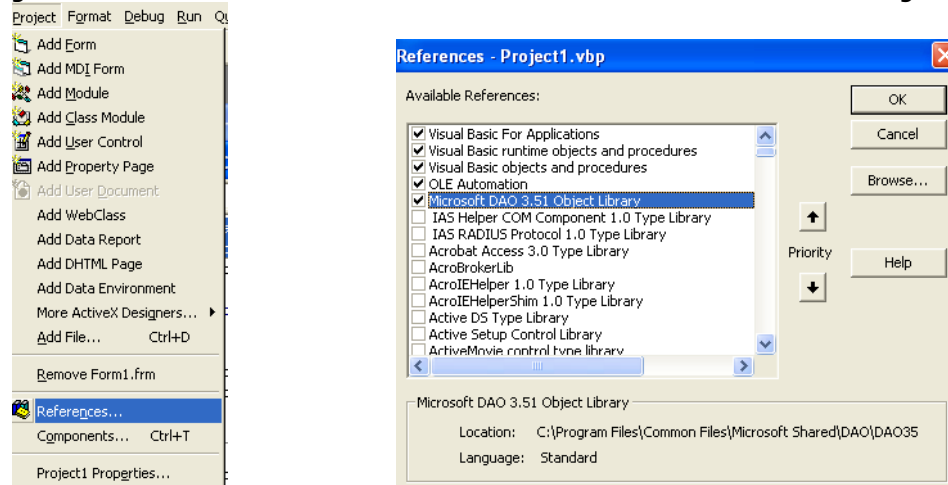 Project Format Debug Run
Add Form
Add MDI Form
Add Module
Add Class Module
Add User Control
Add Property Page
Add User Document
Add WebClass
Add Data Report
Add DHTML Page
Add Data Environment
More ActiveX Designers...
Add File... Ctrl+D
Remove Form1.frm
References...
Components... Ctrl+T
Project1 Properties...
References - Project1.vbp
Available References:
Visual Basic For Applications
Visual Basic runtime objects and procedures
Visual Basic objects and procedures
OLE Automation
Microsoft DAO 3.51 Object Library
IAS Helper COM Component 1.0 Type Library
IAS RADIUS Protocol 1.0 Type Library
Acrobat Access 3.0 Type Library
AcroBrokerLib
AcroIEHelper 1.0 Type Library
AcroIEHelperShim 1.0 Type Library
Active DS Type Library
Active Setup Control Library
ActiveMovie control type library
OK
Cancel
Browse...
Priority
Help
Microsoft DAO 3.51 Object Library
Location: C:\Program Files\Common Files\Microsoft Shared\DAO\DAO35
Language: Standard